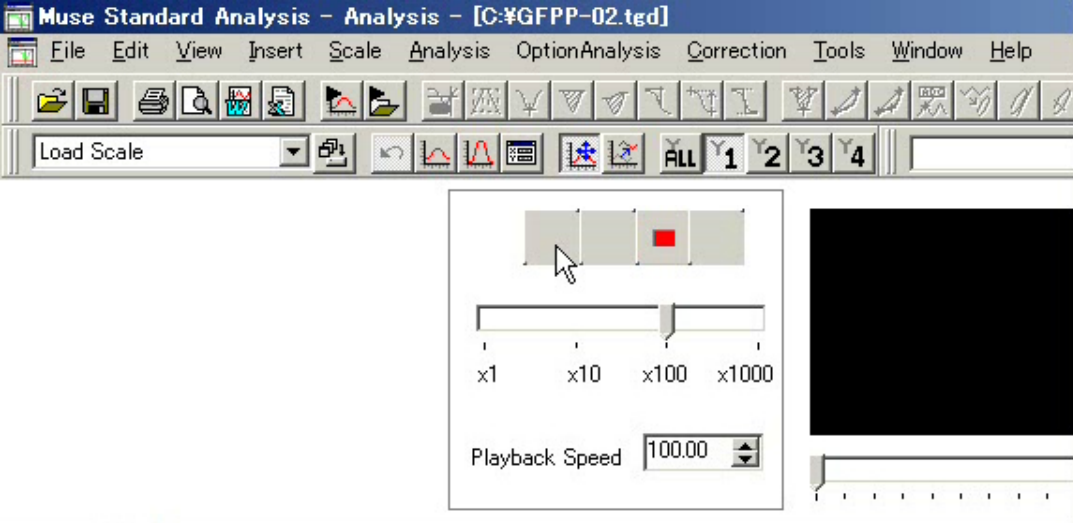 Muse Standard Analysis - Analysis - [C:¥GFPP-02.tgd]
File Edit View Insert Scale Analysis OptionAnalysis Correction Tools Window Help
Load Scale ALL Y1 Y2 Y3 Y4
x1 x10 x100 x1000
Playback Speed 100.00